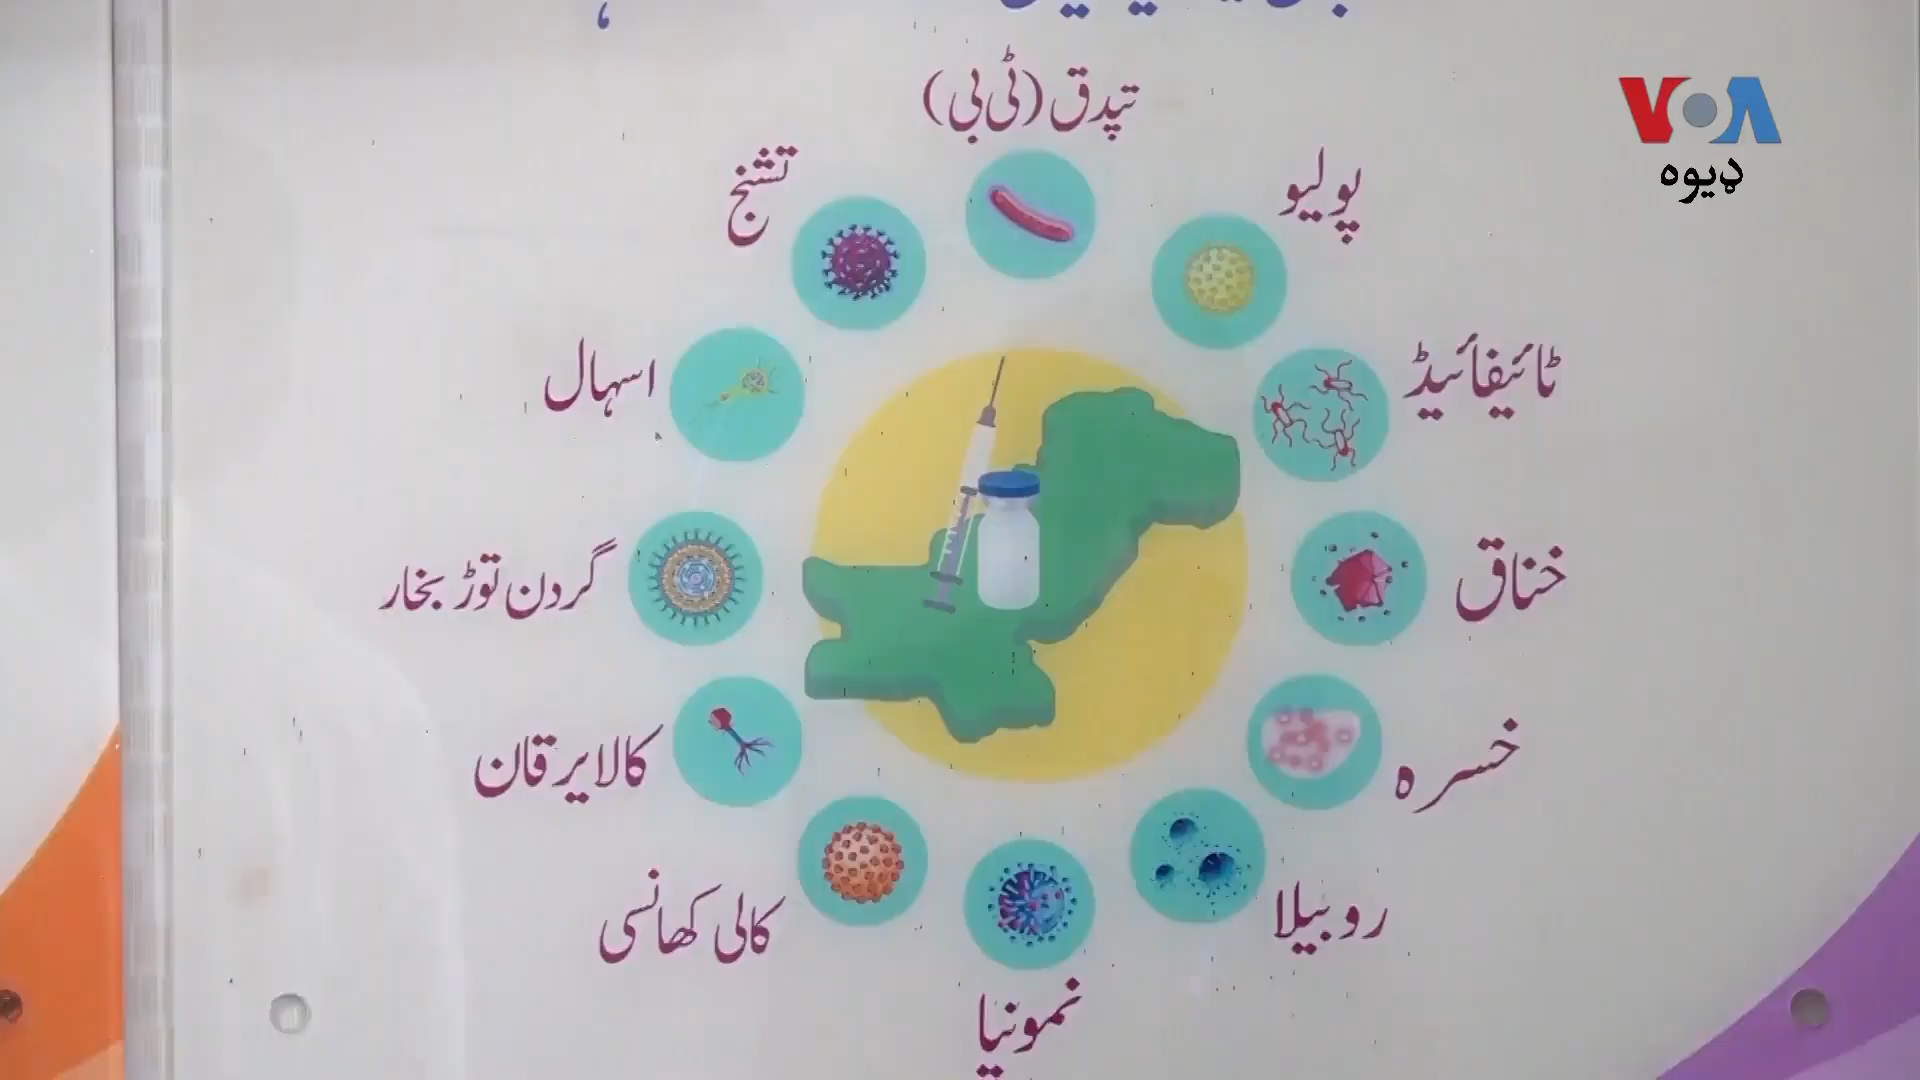 تپدق (ٹی بی)
VOA
ډیوه
پولیو
تشنج
ٹائیفائیڈ
اسہال
خناق
گردن توڑ بخار
خسرہ
کالا یرقان
روبیلا
کالی کھانسی
نمونیا